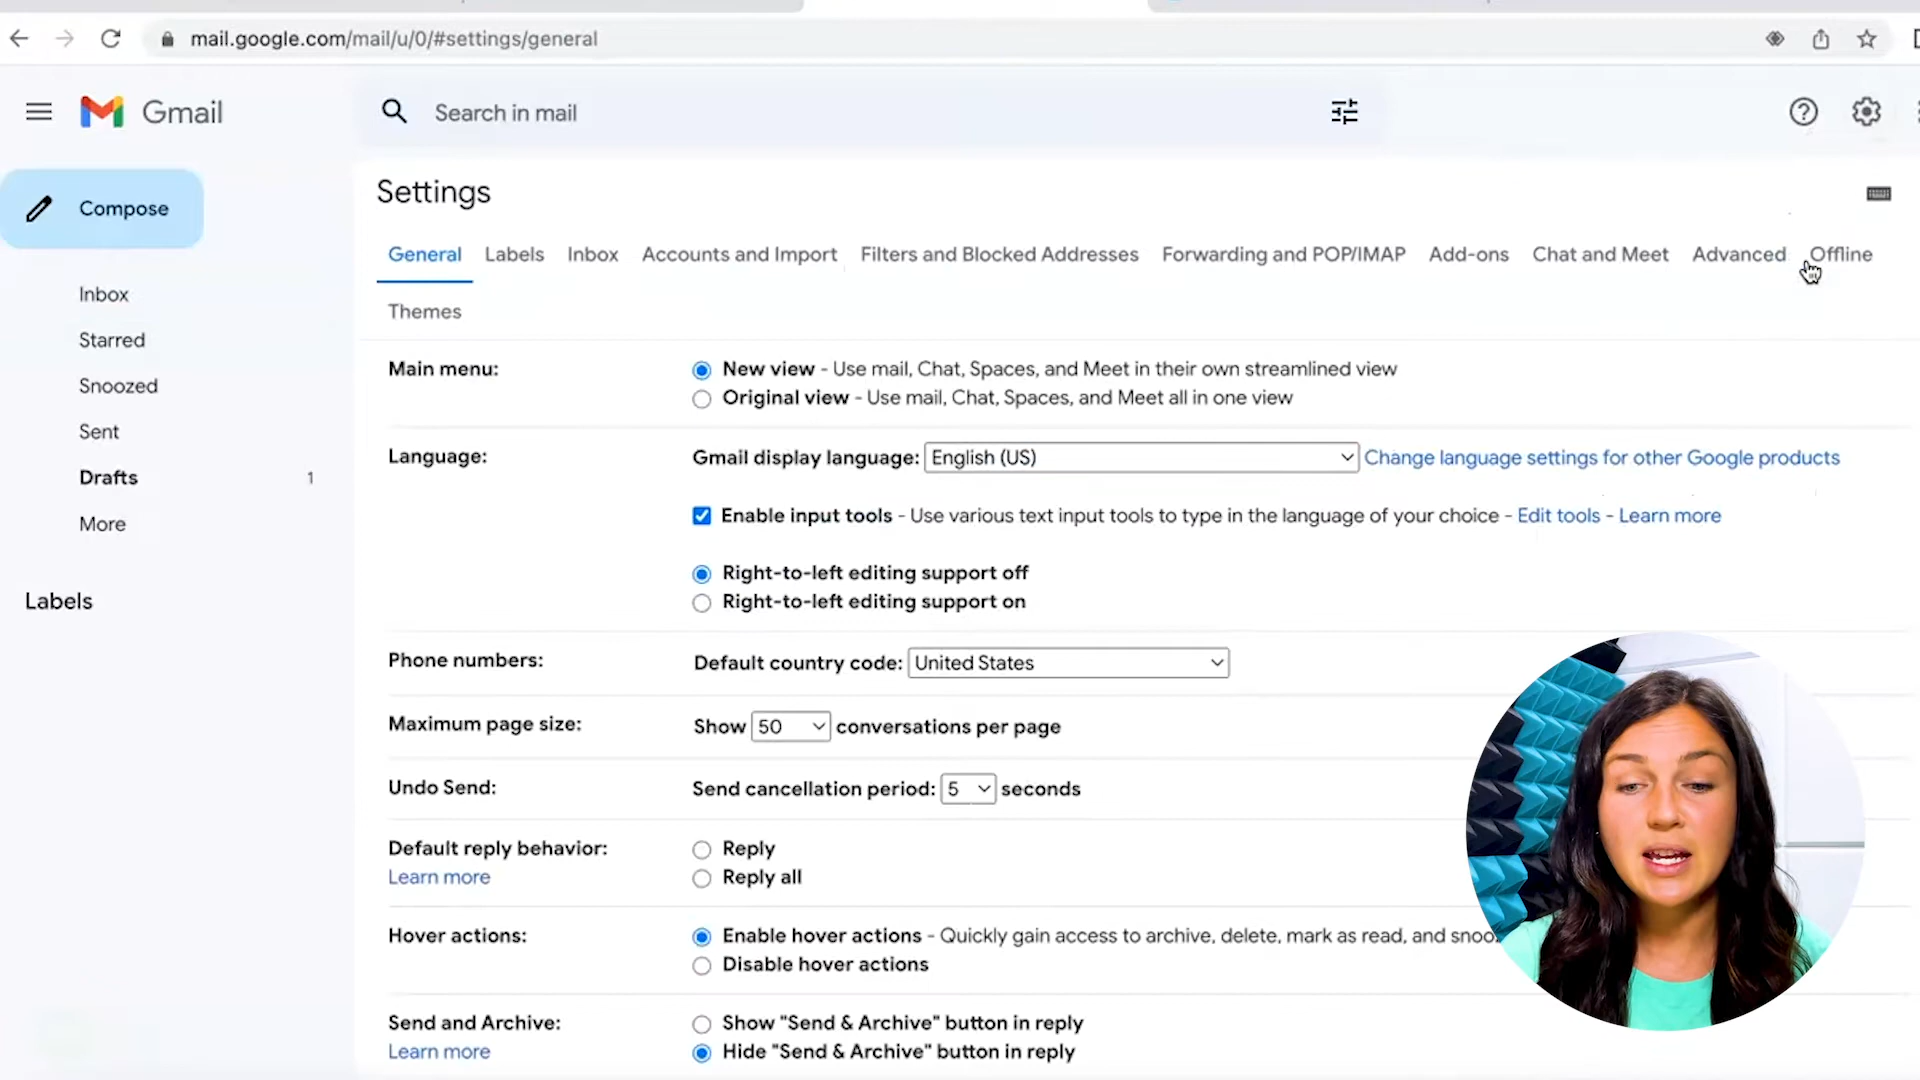 mail.google.com/mail/u/0/#settings/general
Gmail
Search in mail
Compose
Inbox
Starred
Snoozed
Sent
Drafts 1
More
Labels
Settings
General Labels Inbox Accounts and Import Filters and Blocked Addresses Forwarding and POP/IMAP Add-ons Chat and Meet Advanced Offline
Themes
Main menu: New view - Use mail, Chat, Spaces, and Meet in their own streamlined view
Original view - Use mail, Chat, Spaces, and Meet all in one view
Language: Gmail display language: English (US) Change language settings for other Google products
Enable input tools - Use various text input tools to type in the language of your choice - Edit tools - Learn more
Right-to-left editing support off
Right-to-left editing support on
Phone numbers: Default country code: United States
Maximum page size: Show 50 conversations per page
Undo Send: Send cancellation period: 5 seconds
Default reply behavior: Reply
Learn more Reply all
Hover actions: Enable hover actions - Quickly gain access to archive, delete, mark as read, and snoo
Disable hover actions
Send and Archive: Show "Send & Archive" button in reply
Learn more Hide "Send & Archive" button in reply